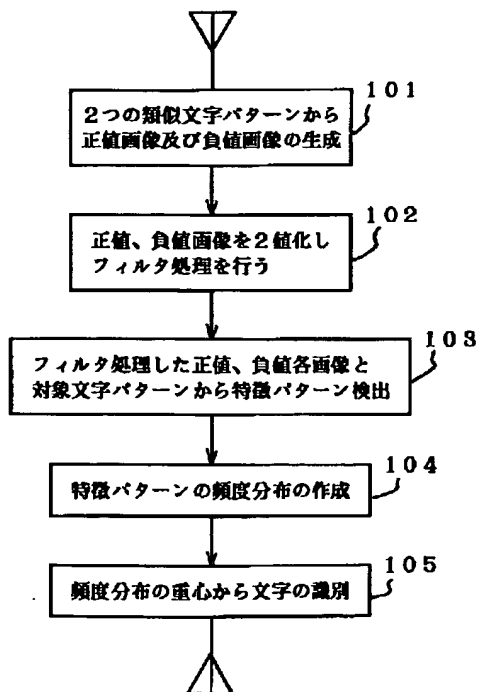 101
2つの類似文字パターンから
正値画像及び負値画像の生成
102
正値、負値画像を2値化し
フィルタ処理を行う
103
フィルタ処理した正値、負値各画像と
対象文字パターンから特徴パターン検出
104
特徴パターンの頻度分布の作成
105
頻度分布の重心から文字の識別